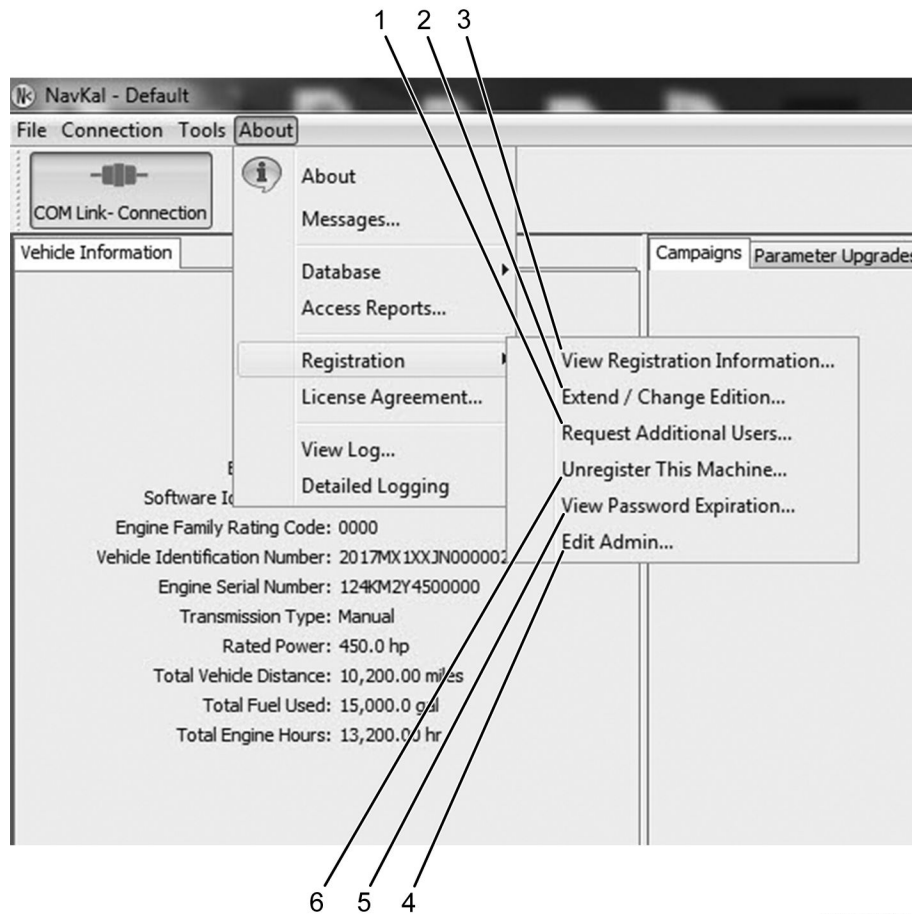 1 2 3
NavKal - Default
File Connection Tools About
COM Link- Connection
About
Messages...
Database
Access Reports...
Registration
License Agreement...
View Log...
Detailed Logging
View Registration Information...
Extend / Change Edition...
Request Additional Users...
Unregister This Machine...
View Password Expiration...
Edit Admin...
Vehicle Information
Campaigns Parameter Upgrades
Software Id
Engine Family Rating Code: 0000
Vehicle Identification Number: 2017MX1XXJN000002
Engine Serial Number: 124KM2Y4500000
Transmission Type: Manual
Rated Power: 450.0 hp
Total Vehicle Distance: 10,200.00 miles
Total Fuel Used: 15,000.0 gal
Total Engine Hours: 13,200.00 hr
6 5 4